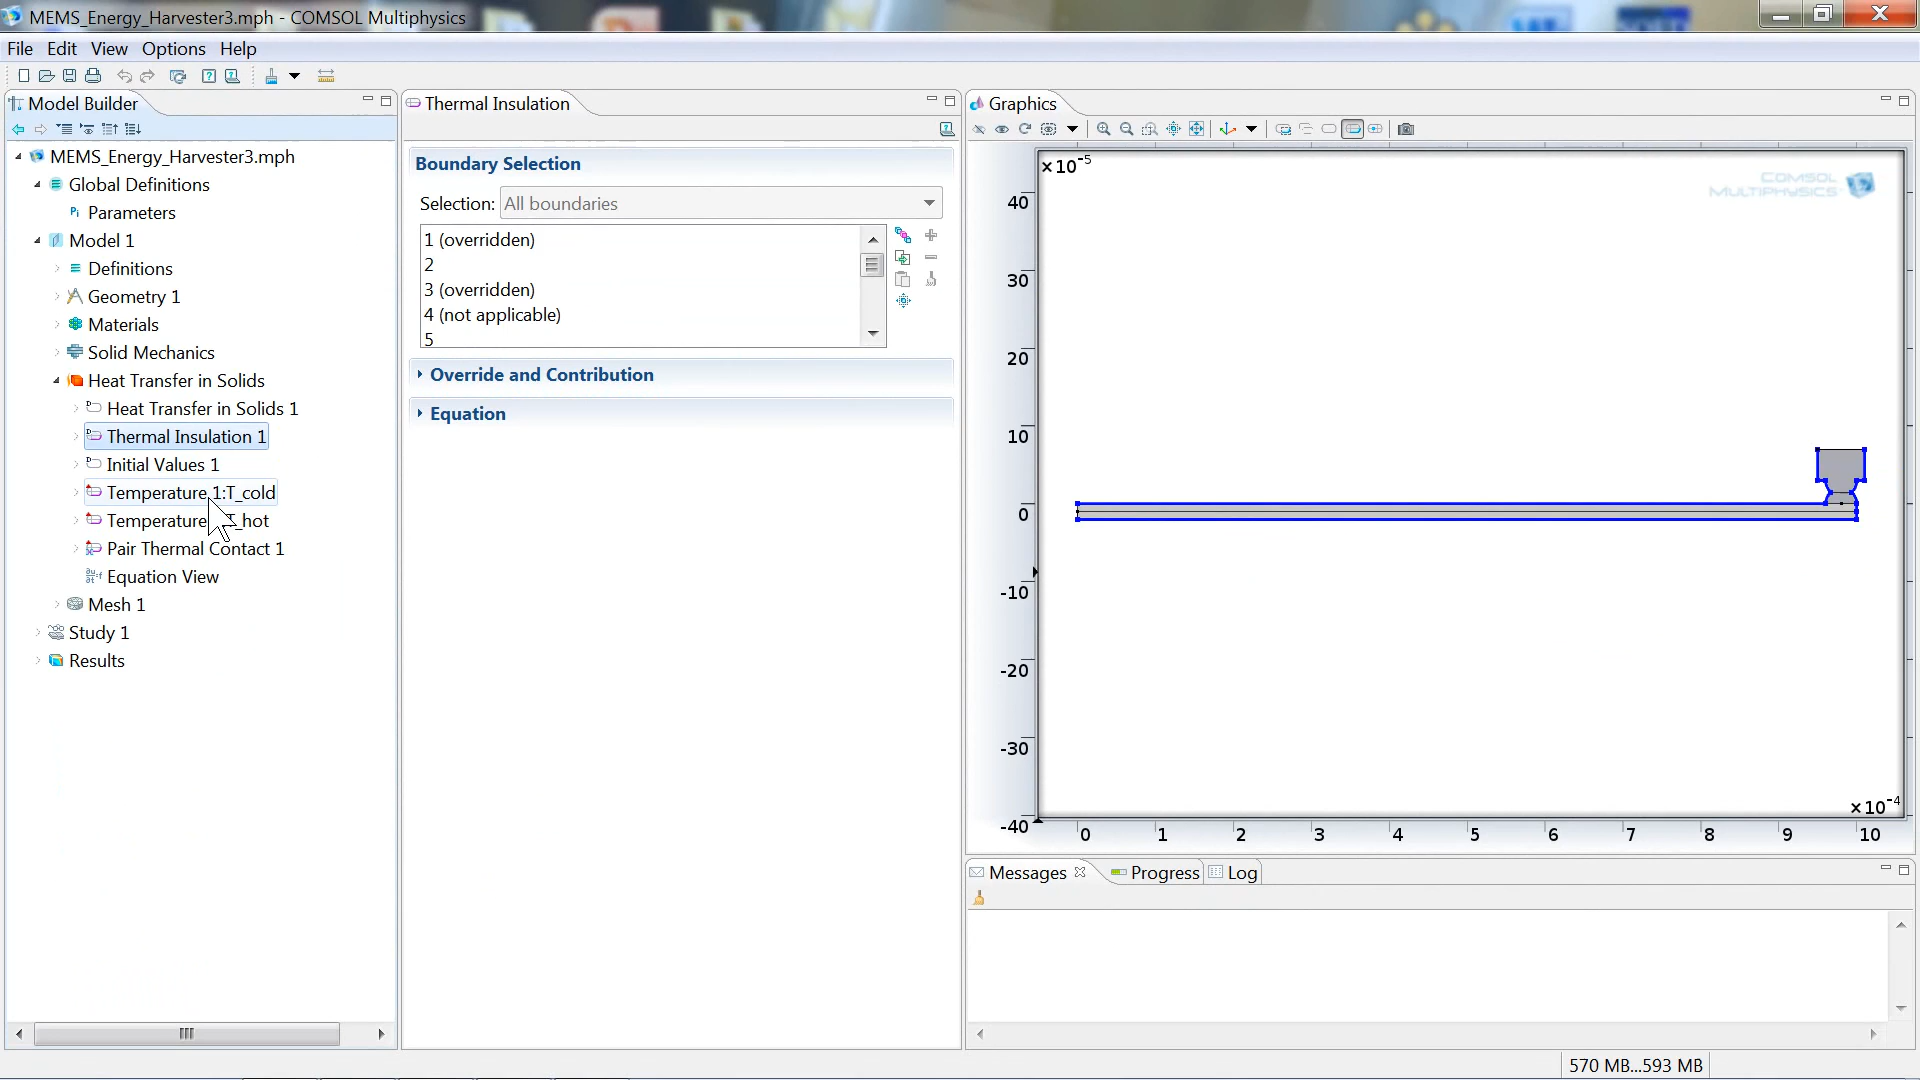 MEMS_Energy_Harvester3.mph - COMSOL Multiphysics
File Edit View Options Help
Model Builder
MEMS_Energy_Harvester3.mph
Global Definitions
Parameters
Model 1
Definitions
Geometry 1
Materials
Solid Mechanics
Heat Transfer in Solids
Heat Transfer in Solids 1
Thermal Insulation 1
Initial Values 1
Temperature 1:T_cold
Temperature _hot
Pair Thermal Contact 1
Equation View
Mesh 1
Study 1
Results
Thermal Insulation
Boundary Selection
Selection: All boundaries
1 (overridden)
2
3 (overridden)
4 (not applicable)
5
Override and Contribution
Equation
Graphics
×10⁻⁵
COMSOL
MULTIPHYSICS
40
30
20
10
0
-10
-20
-30
-40
×10⁻⁴
0 1 2 3 4 5 6 7 8 9 10
Messages Progress Log
570 MB...593 MB